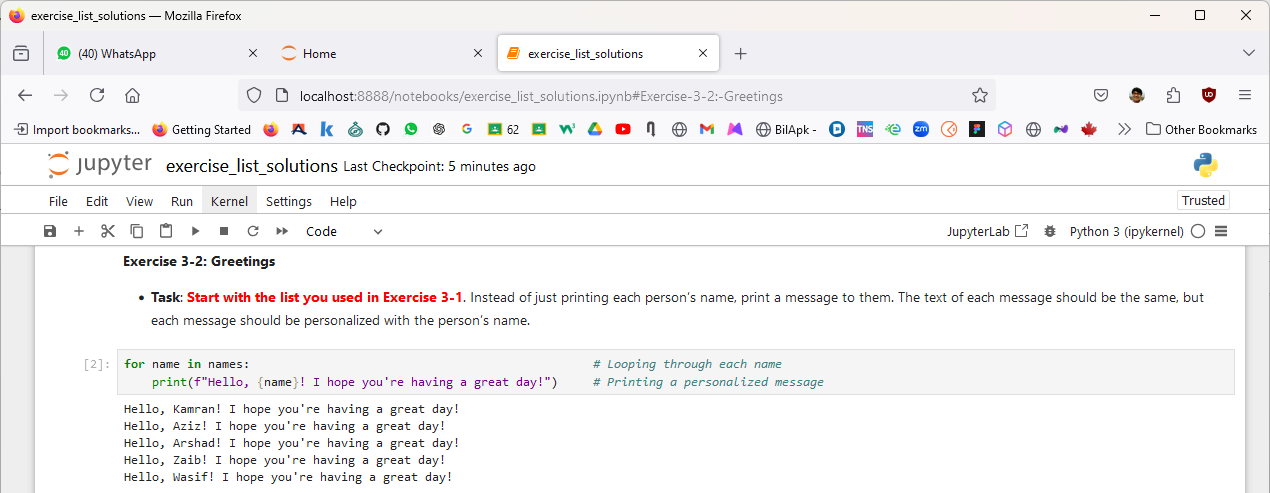 exercise_list_solutions — Mozilla Firefox
40 (40) WhatsApp
Home
exercise_list_solutions
localhost:8888/notebooks/exercise_list_solutions.ipynb#Exercise-3-2:-Greetings
Import bookmarks... Getting Started 62 BilApk - TNS zm Other Bookmarks
jupyter exercise_list_solutions Last Checkpoint: 5 minutes ago
File Edit View Run Kernel Settings Help Trusted
Code JupyterLab Python 3 (ipykernel)
Exercise 3-2: Greetings
• Task: Start with the list you used in Exercise 3-1. Instead of just printing each person's name, print a message to them. The text of each message should be the same, but
each message should be personalized with the person's name.
[2]: for name in names: # Looping through each name
print(f"Hello, {name}! I hope you're having a great day!") # Printing a personalized message
Hello, Kamran! I hope you're having a great day!
Hello, Aziz! I hope you're having a great day!
Hello, Arshad! I hope you're having a great day!
Hello, Zaib! I hope you're having a great day!
Hello, Wasif! I hope you're having a great day!